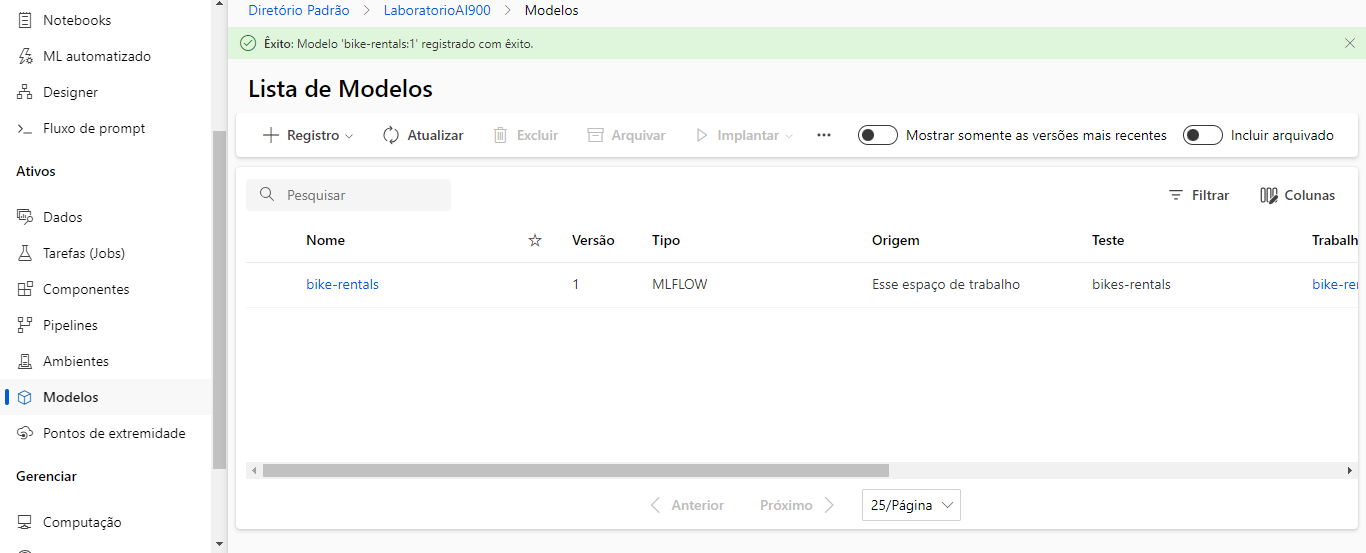 Notebooks
ML automatizado
Designer
Fluxo de prompt
Ativos
Dados
Tarefas (Jobs)
Componentes
Pipelines
Ambientes
Modelos
Pontos de extremidade
Gerenciar
Computação
Diretório Padrão > LaboratorioAI900 > Modelos
Êxito: Modelo 'bike-rentals:1' registrado com êxito.
Lista de Modelos
Registro Atualizar Excluir Arquivar Implantar ... Mostrar somente as versões mais recentes Incluir arquivado
Pesquisar Filtrar Colunas
Nome Versão Tipo Origem Teste Trabalh
bike-rentals 1 MLFLOW Esse espaço de trabalho bikes-rentals bike-ren
Anterior Próximo 25/Página